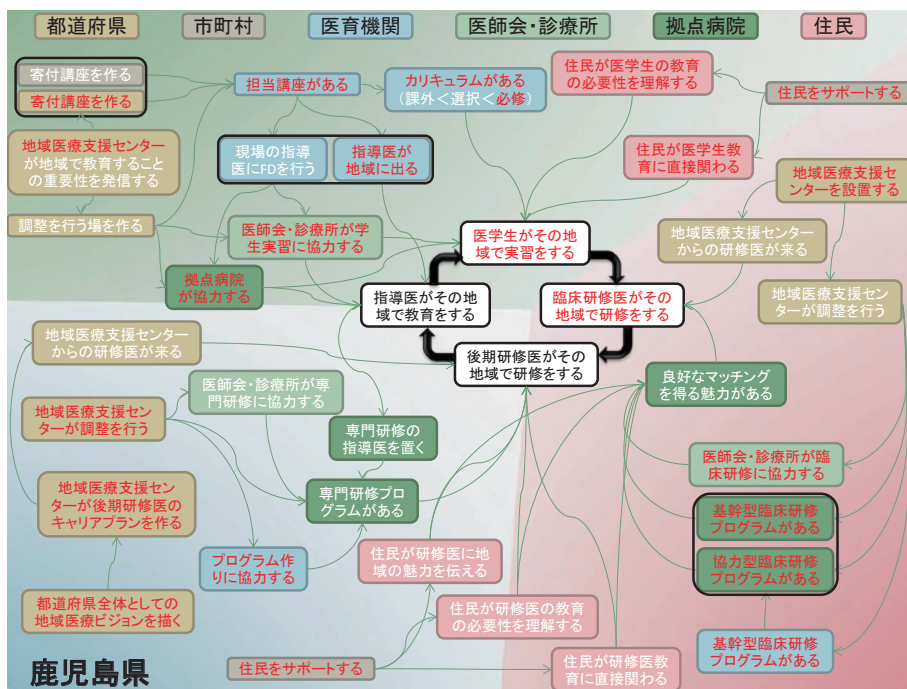 都道府県
市町村
医育機関
医師会・診療所
拠点病院
住民
寄付講座を作る
寄付講座を作る
担当講座がある
カリキュラムがある
(課外<選択<必修)
住民が医学生の教育
の必要性を理解する
住民をサポートする
地域医療支援センター
が地域で教育すること
の重要性を発信する
現場の指導
医にFDを行う
指導医が
地域に出る
住民が医学生教
育に直接関わる
地域医療支援セ
ンターを設置する
調整を行う場を作る
医師会・診療所が学
生実習に協力する
医学生がその地
域で実習をする
地域医療支援センター
からの研修医が来る
拠点病院
が協力する
指導医がその地
域で教育をする
臨床研修医がその
地域で研修をする
地域医療支援セン
ターが調整を行う
地域医療支援センター
からの研修医が来る
後期研修医がその
地域で研修をする
医師会・診療所が専
門研修に協力する
良好なマッチング
を得る魅力がある
地域医療支援セン
ターが調整を行う
専門研修の
指導医を置く
医師会・診療所が臨
床研修に協力する
地域医療支援セン
ターが後期研修医の
キャリアプランを作る
専門研修プロ
グラムがある
基幹型臨床研修
プログラムがある
協力型臨床研修
プログラムがある
プログラム作
りに協力する
住民が研修医に地
域の魅力を伝える
都道府県全体としての
地域医療ビジョンを描く
住民が研修医の教育
の必要性を理解する
基幹型臨床研修
プログラムがある
鹿児島県
住民をサポートする
住民が研修医教
育に直接関わる